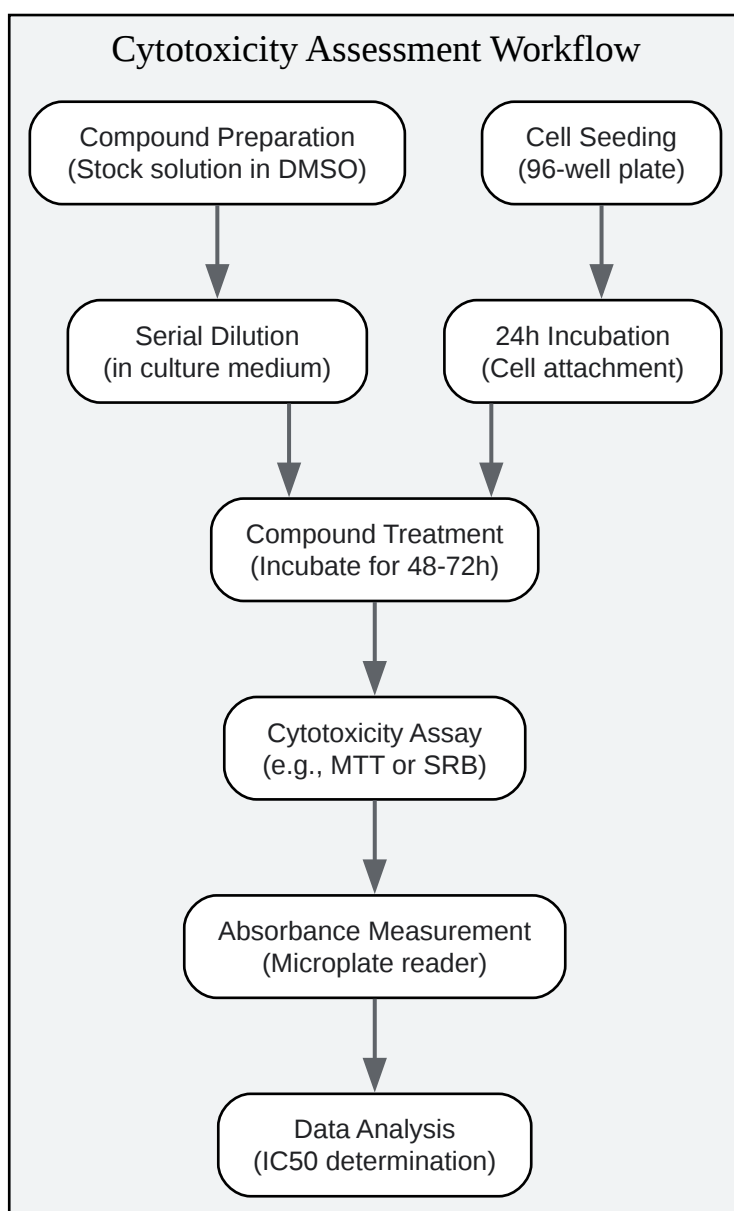 Cytotoxicity Assessment Workflow
Compound Preparation
(Stock solution in DMSO)
Cell Seeding
(96-well plate)
Serial Dilution
(in culture medium)
24h Incubation
(Cell attachment)
Compound Treatment
(Incubate for 48-72h)
Cytotoxicity Assay
(e.g., MTT or SRB)
Absorbance Measurement
(Microplate reader)
Data Analysis
(IC50 determination)